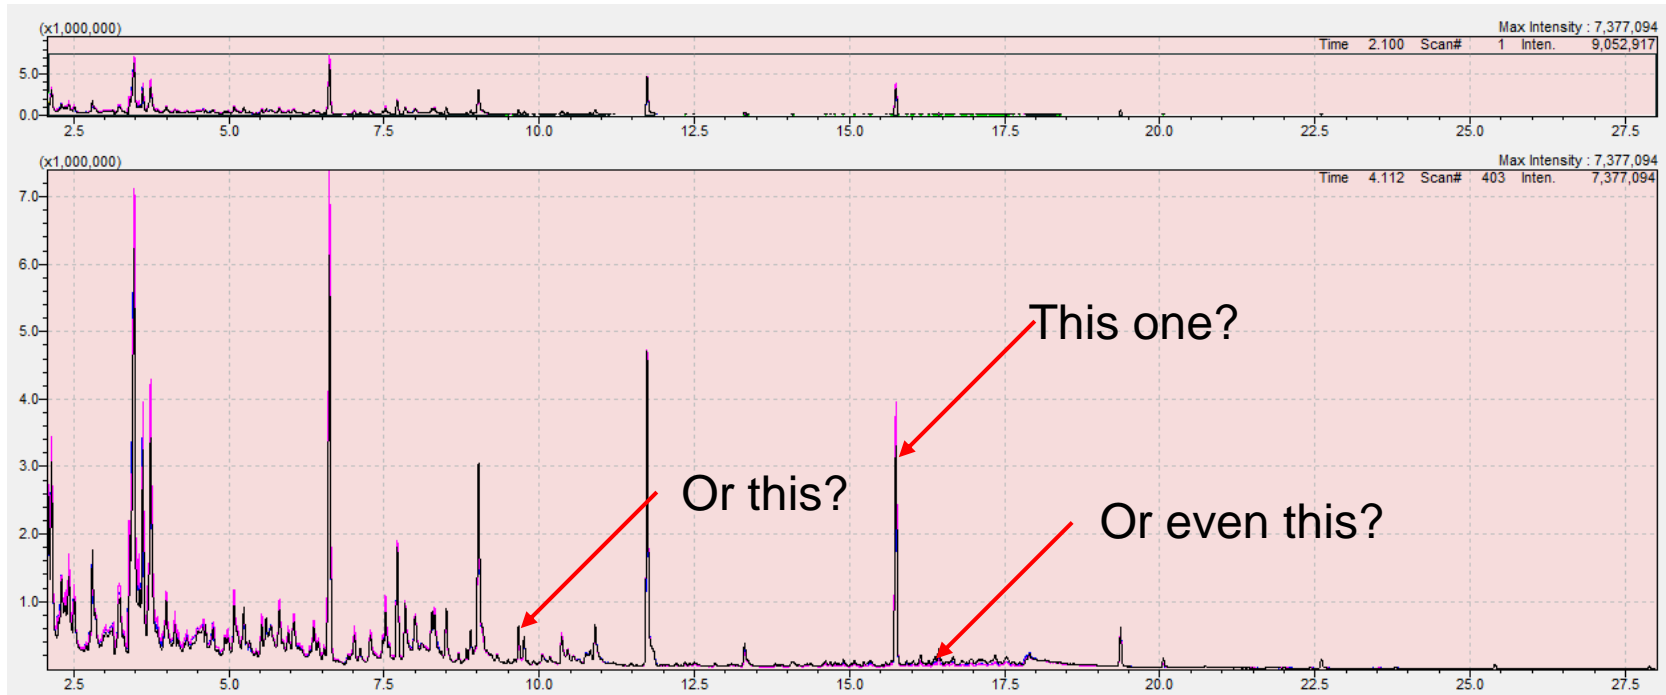 (x1,000,000)
Max Intensity : 7,377,094
Time 2.100 Scan# 1 Inten. 9,052,917
5.0
0.0
2.5 5.0 7.5 10.0 12.5 15.0 17.5 20.0 22.5 25.0 27.5
(x1,000,000)
Max Intensity : 7,377,094
Time 4.112 Scan# 403 Inten. 7,377,094
7.0
6.0
5.0
This one?
4.0
3.0
Or this?
Or even this?
2.0
1.0
2.5 5.0 7.5 10.0 12.5 15.0 17.5 20.0 22.5 25.0 27.5